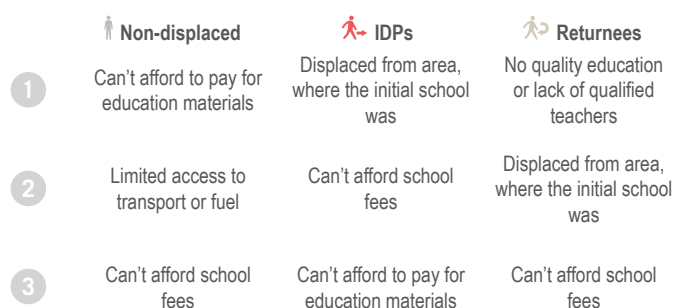 Non-displaced
IDPs
Returnees
1
Can't afford to pay for
education materials
Displaced from area,
where the initial school
was
No quality education
or lack of qualified
teachers
2
Limited access to
transport or fuel
Can't afford school
fees
Displaced from area,
where the initial school
was
3
Can't afford school
fees
Can't afford to pay for
education materials
Can't afford school
fees